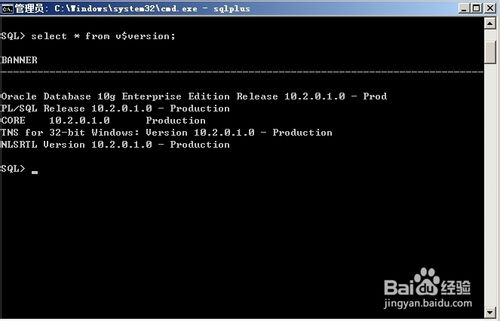 管理员: C:\Windows\system32\cmd.exe - sqlplus
SQL> select * from v$version;
BANNER
--------------------------------------------------------------------------------
Oracle Database 10g Enterprise Edition Release 10.2.0.1.0 - Prod
PL/SQL Release 10.2.0.1.0 - Production
CORE    10.2.0.1.0      Production
TNS for 32-bit Windows: Version 10.2.0.1.0 - Production
NLSRTL Version 10.2.0.1.0 - Production
SQL> _
Baidu 经验
jingyan.baidu.com